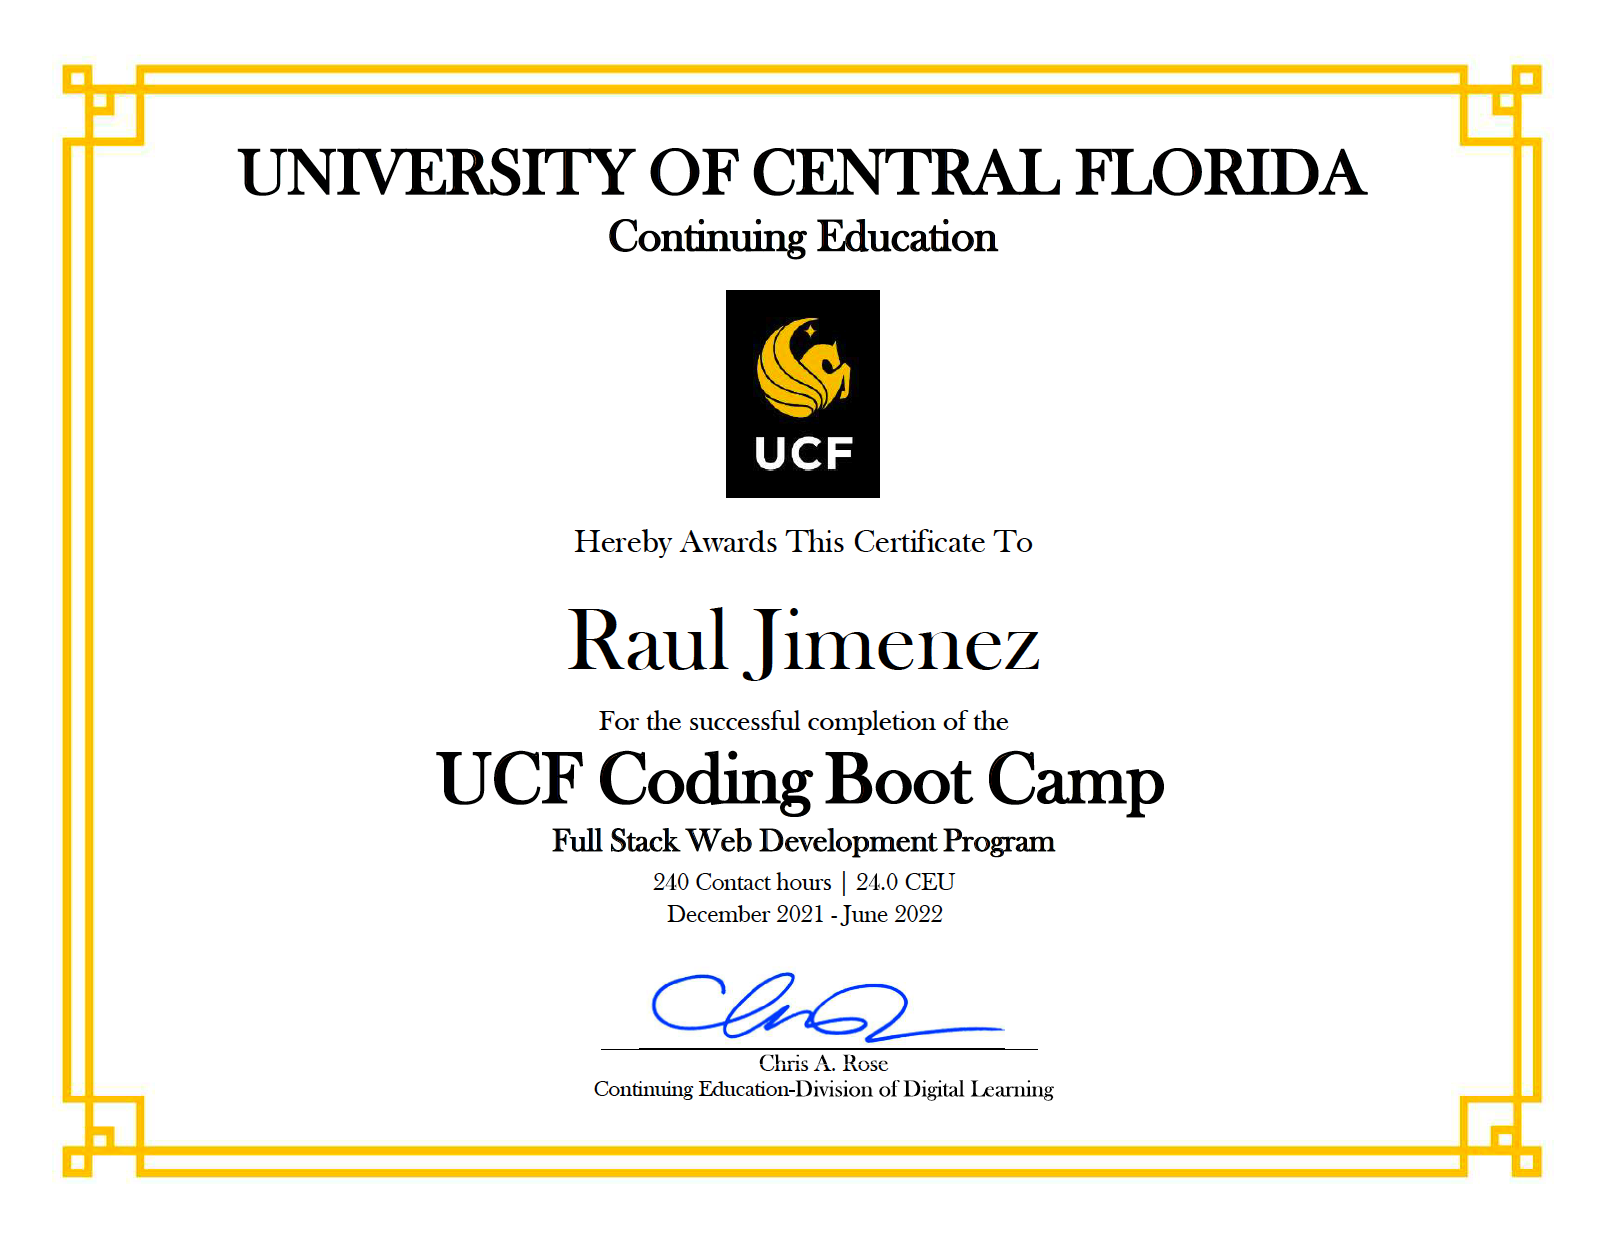 UNIVERSITY OF CENTRAL FLORIDA
Continuing Education
UCF
Hereby Awards This Certificate To
Raul Jimenez
For the successful completion of the
UCF Coding Boot Camp
Full Stack Web Development Program
240 Contact hours | 24.0 CEU
December 2021 - June 2022
Chris A. Rose
Continuing Education-Division of Digital Learning